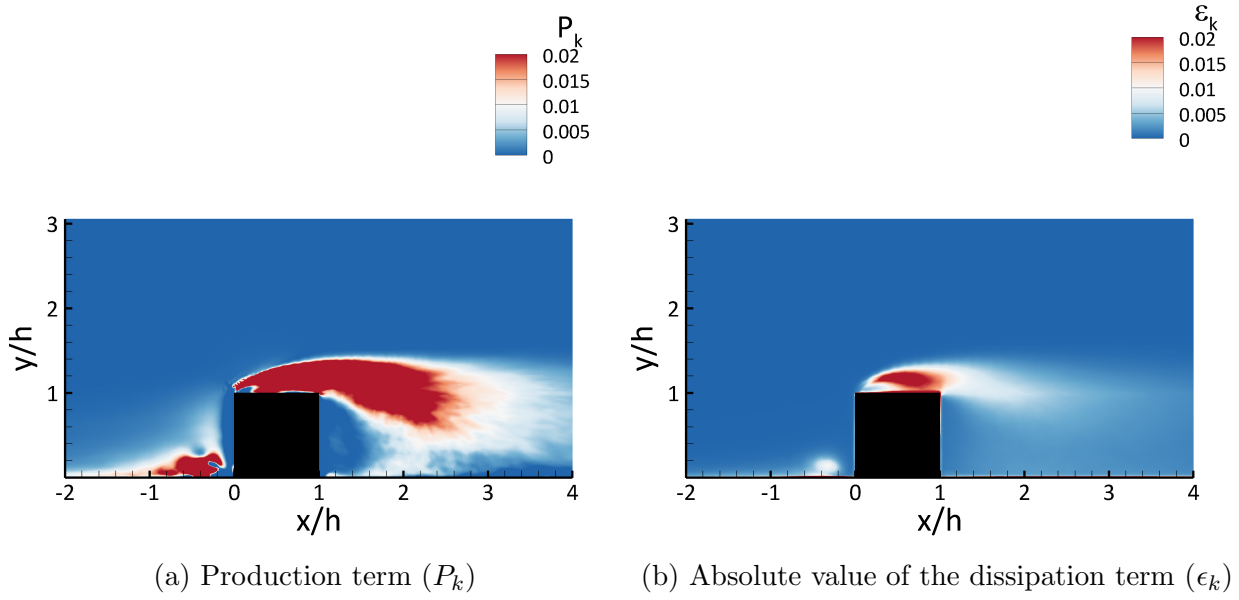 P_k
0.02
0.015
0.01
0.005
0
ε_k
0.02
0.015
0.01
0.005
0
y/h
3
2
1
-2 -1 0 1 2 3 4
x/h
y/h
3
2
1
-2 -1 0 1 2 3 4
x/h
(a) Production term (P_k)
(b) Absolute value of the dissipation term (ϵ_k)